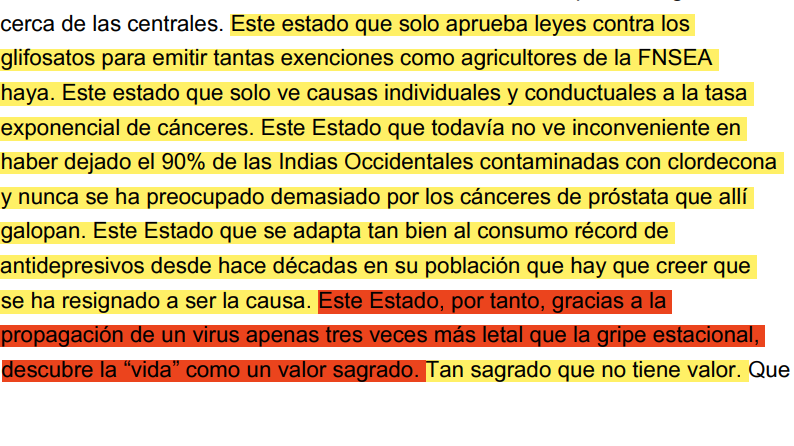 cerca de las centrales. Este estado que solo aprueba leyes contra los
glifosatos para emitir tantas exenciones como agricultores de la FNSEA
haya. Este estado que solo ve causas individuales y conductuales a la tasa
exponencial de cánceres. Este Estado que todavía no ve inconveniente en
haber dejado el 90% de las Indias Occidentales contaminadas con clordecona
y nunca se ha preocupado demasiado por los cánceres de próstata que allí
galopan. Este Estado que se adapta tan bien al consumo récord de
antidepresivos desde hace décadas en su población que hay que creer que
se ha resignado a ser la causa. Este Estado, por tanto, gracias a la
propagación de un virus apenas tres veces más letal que la gripe estacional,
descubre la “vida” como un valor sagrado. Tan sagrado que no tiene valor. Que